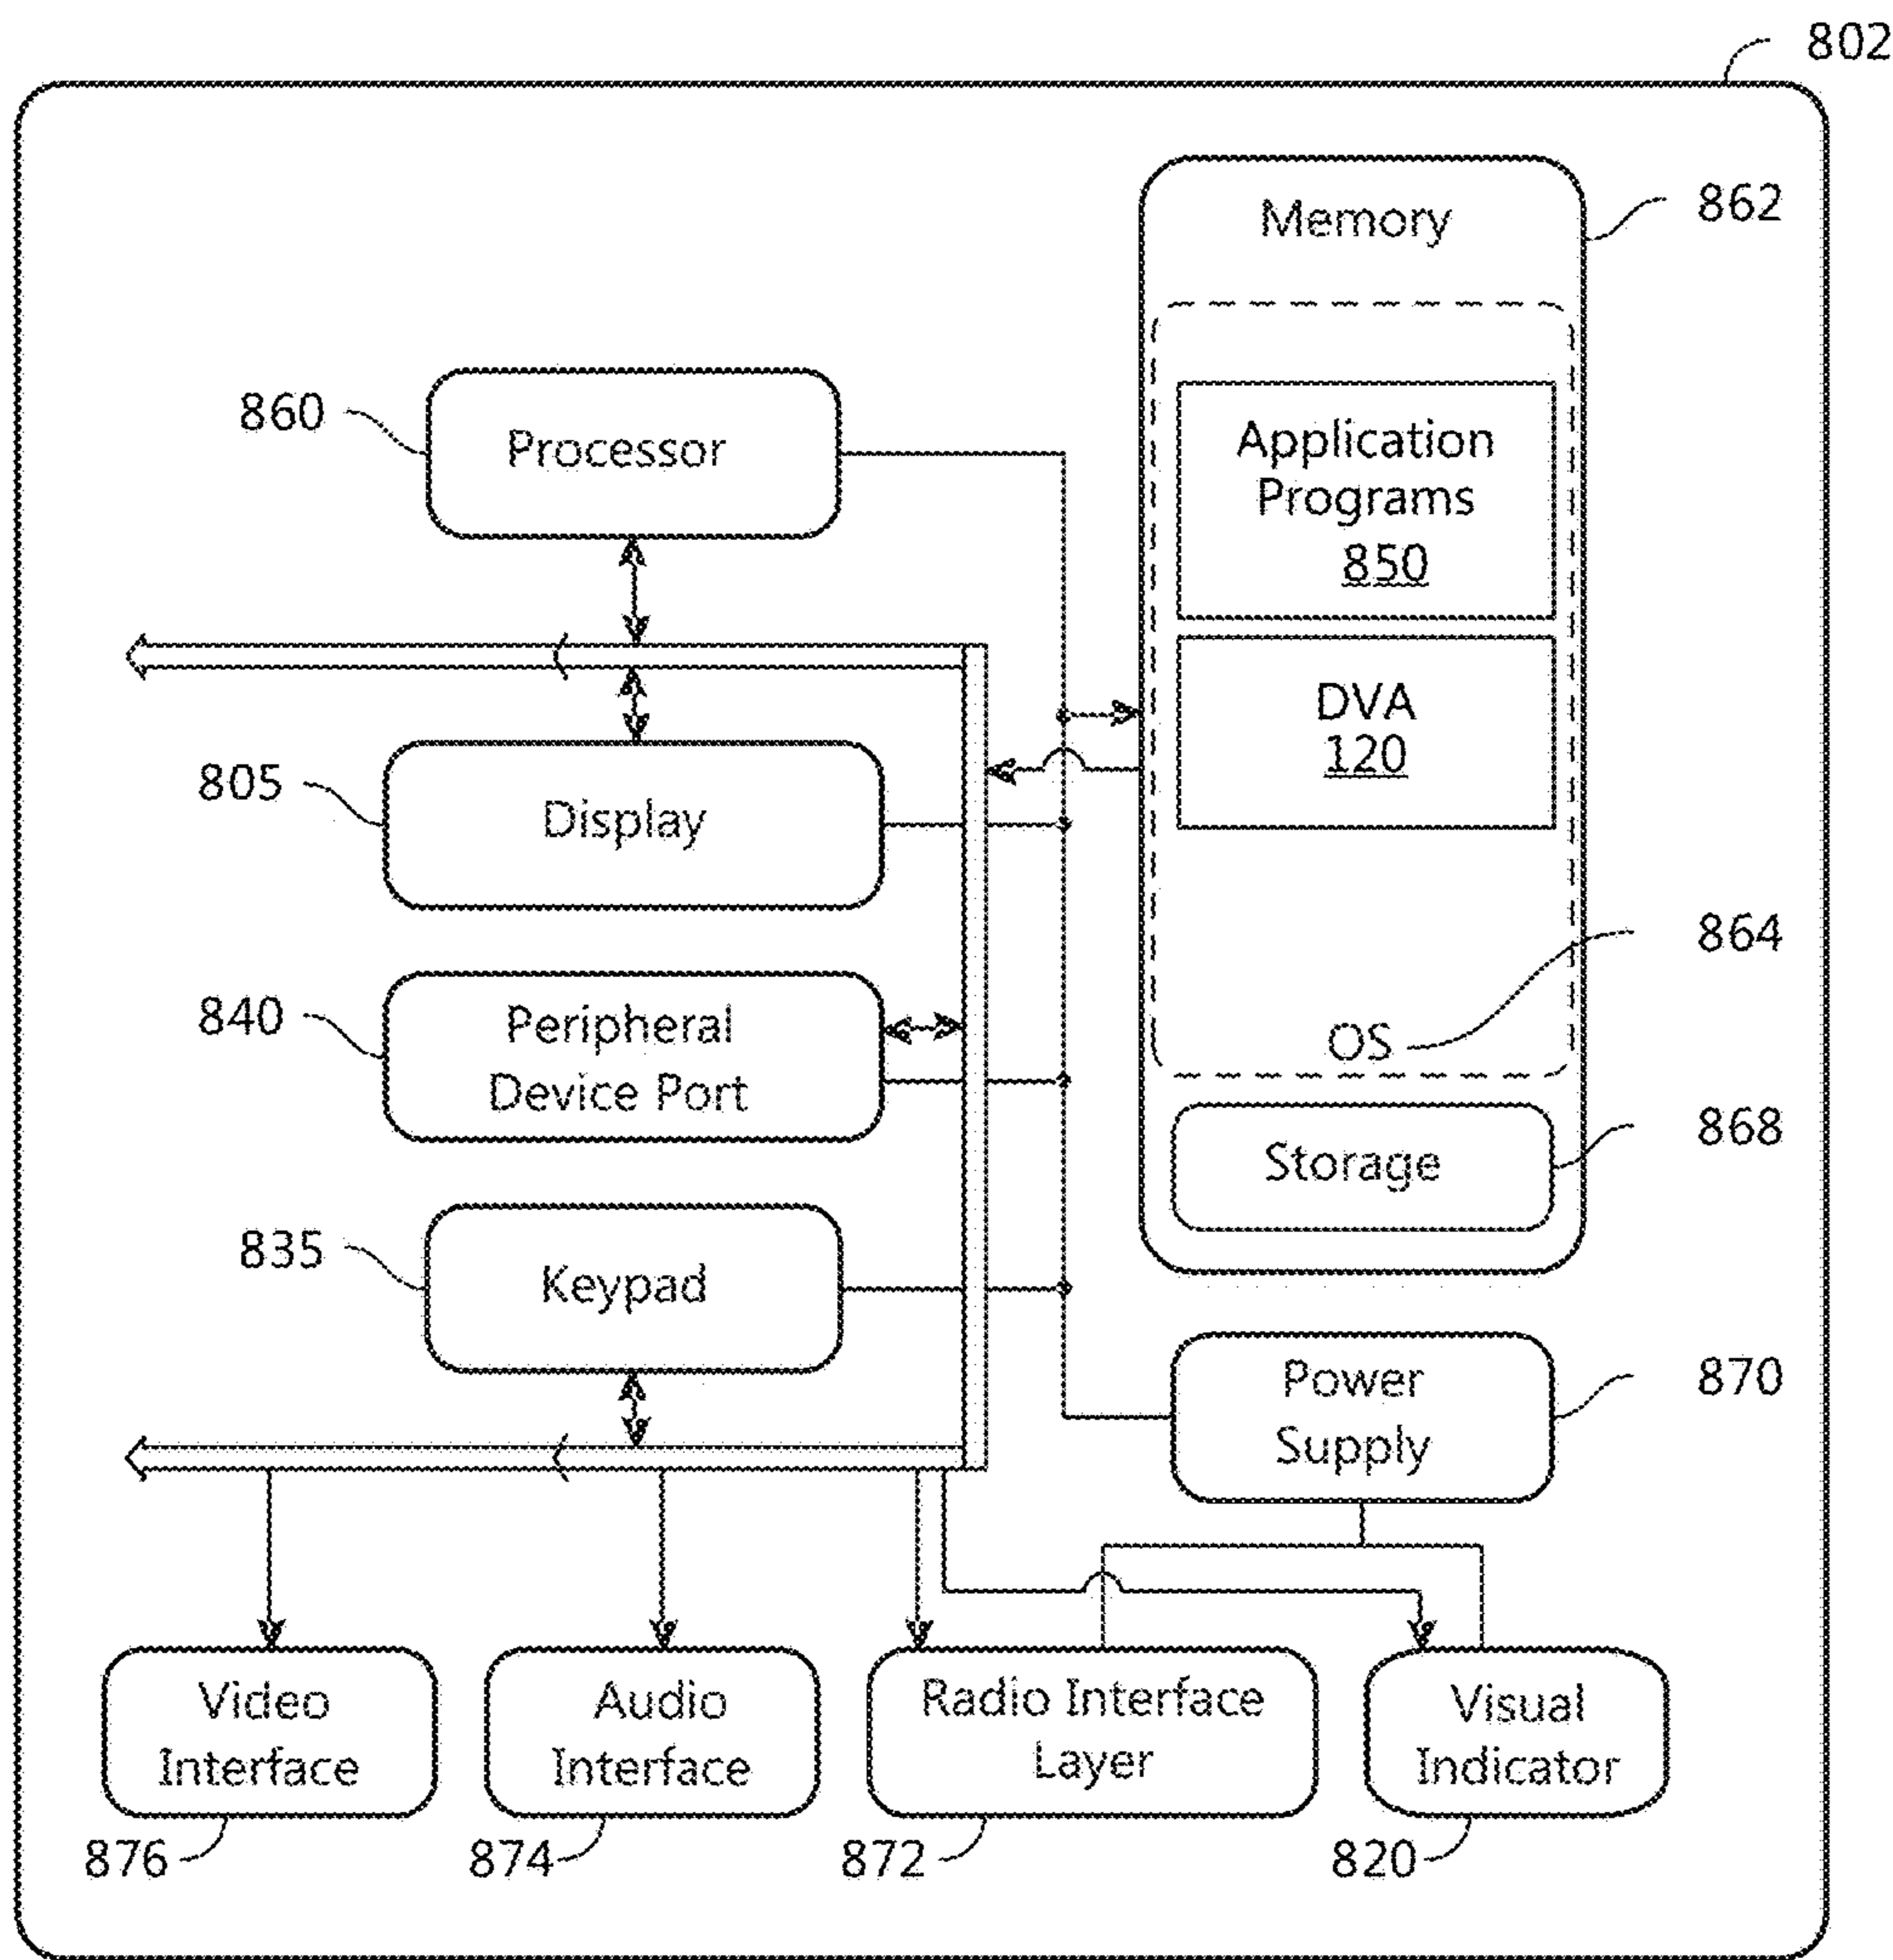 802
Memory
862
Application
Programs
850
860
Processor
DVA
120
805
Display
864
840
Peripheral
Device Port
OS
868
Storage
835
Keypad
870
Power
Supply
Video
Interface
Audio
Interface
Radio Interface
Layer
Visual
Indicator
876
874
872
820